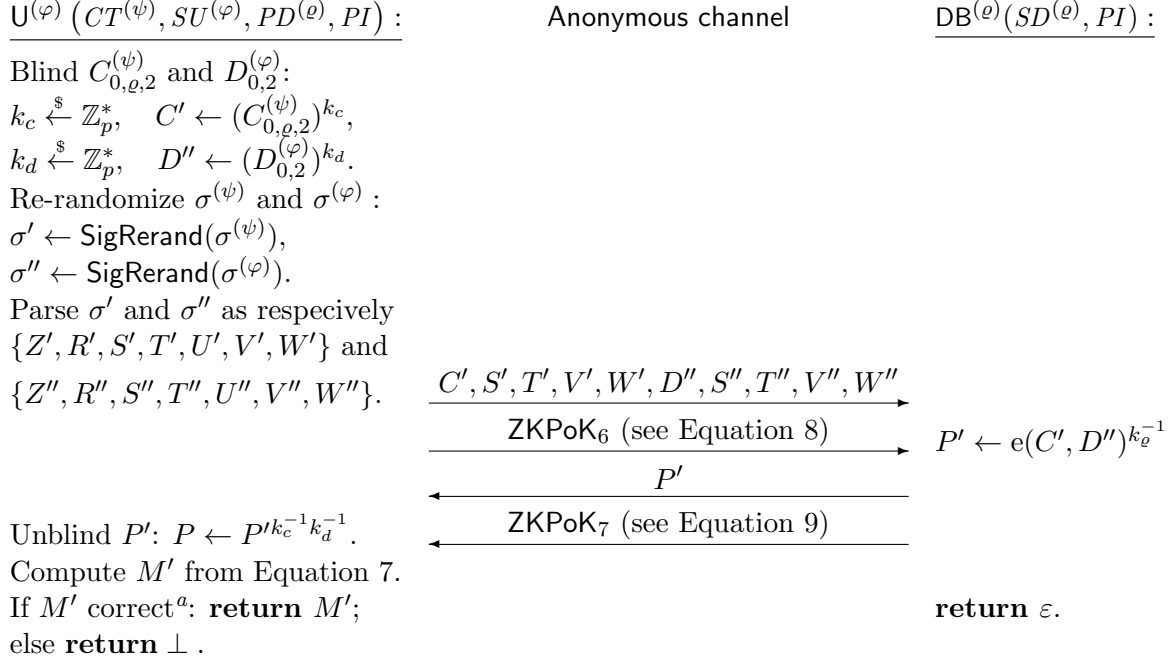 U^{(φ)} (CT^{(ψ)}, SU^{(φ)}, PD^{(ϱ)}, PI) : Anonymous channel DB^{(ϱ)}(SD^{(ϱ)}, PI) :
Blind C^{(ψ)}_{0,ϱ,2} and D^{(φ)}_{0,2}:
k_c ←$ ℤ*_p, C′ ← (C^{(ψ)}_{0,ϱ,2})^{k_c},
k_d ←$ ℤ*_p, D″ ← (D^{(φ)}_{0,2})^{k_d}.
Re-randomize σ^{(ψ)} and σ^{(φ)} :
σ′ ← SigRerand(σ^{(ψ)}),
σ″ ← SigRerand(σ^{(φ)}).
Parse σ′ and σ″ as respecively
{Z′, R′, S′, T′, U′, V′, W′} and
{Z″, R″, S″, T″, U″, V″, W″}. C′, S′, T′, V′, W′, D″, S″, T″, V″, W″
ZKPoK_6 (see Equation 8) P′ ← e(C′, D″)^{k_ϱ^{-1}}
P′
Unblind P′: P ← P′^{k_c^{-1} k_d^{-1}}. ZKPoK_7 (see Equation 9)
Compute M′ from Equation 7.
If M′ correct^a: return M′; return ε.
else return ⊥ .